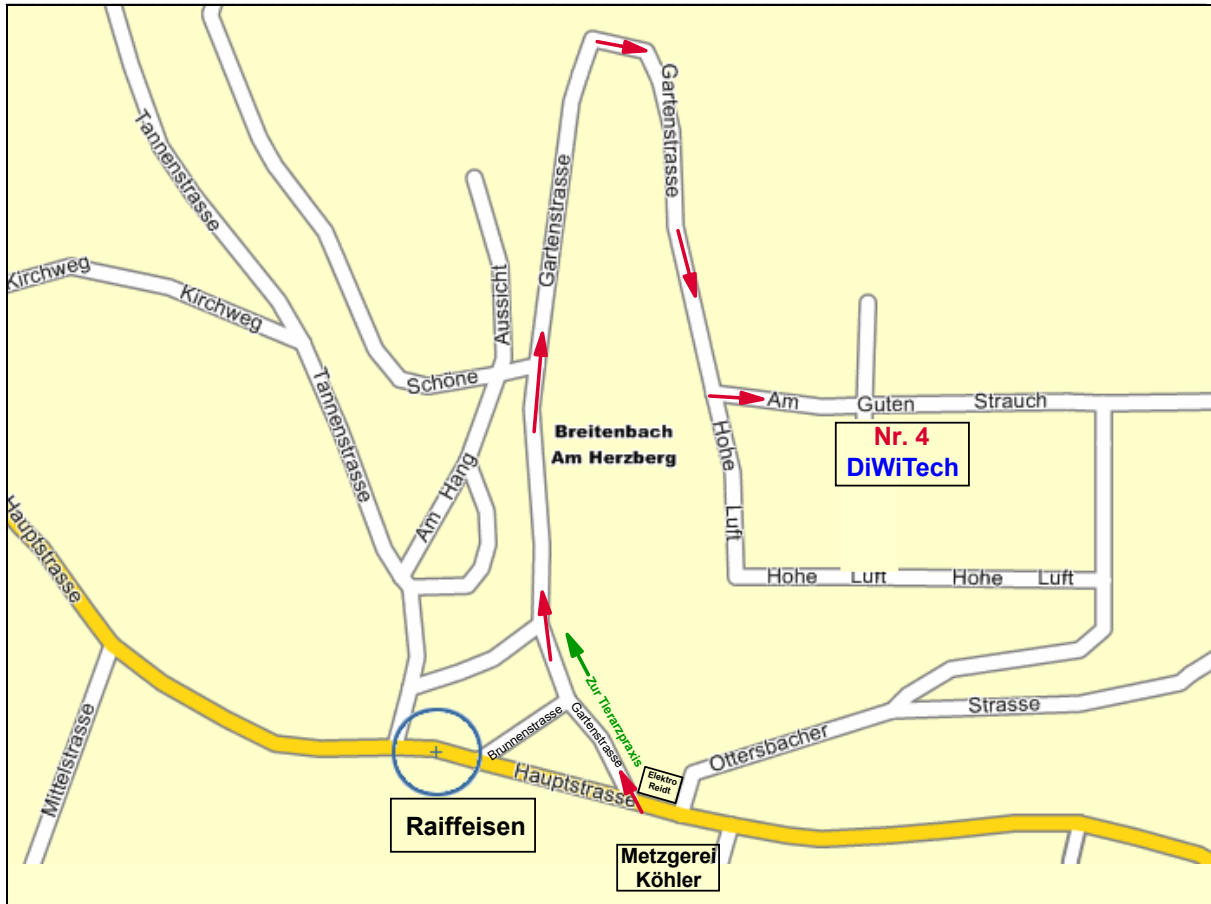 Tannenstrasse
Gartenstrasse
Gartenstrasse
Kirchweg
Kirchweg
Aussicht
Schöne
Tannenstrasse
Am Hang
Breitenbach
Am Herzberg
Am Guten Strauch
Nr. 4
DiWiTech
Hohe Luft
Hohe Luft Hohe Luft
Hauptstrasse
Mittelstrasse
Zur Tierarzpraxis
Brunnenstrasse
Gartenstrasse
Ottersbacher Strasse
Hauptstrasse
Elektro
Reidt
Raiffeisen
Metzgerei
Köhler